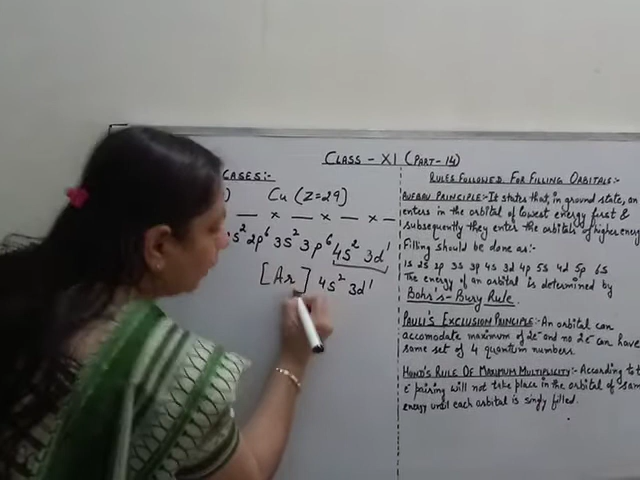 CLASS - XI (PART-14)
CASES:-
) Cu (Z=29)
— x — x — x —
s² 2p⁶ 3s² 3p⁶ 4s² 3d¹
[Ar] 4s² 3d¹
RULES FOLLOWED FOR FILLING ORBITALS:-
AUFBAU PRINCIPLE:- It states that, in ground state, an
enters in the orbital of lowest energy first &
subsequently they enter the orbitals of higher energy
Filling should be done as:-
1s 2s 2p 3s 3p 4s 3d 4p 5s 4d 5p 6s
The energy of an orbital is determined by
Bohr's - Bury Rule.
PAULI'S EXCLUSION PRINCIPLE:- An orbital can
accomodate maximum of 2e⁻ and no 2e⁻ can have
same set of 4 quantum numbers.
HUND'S RULE OF MAXIMUM MULTIPLICITY:- According to t
e⁻ pairing will not take place in the orbital of same
energy until each orbital is singly filled.